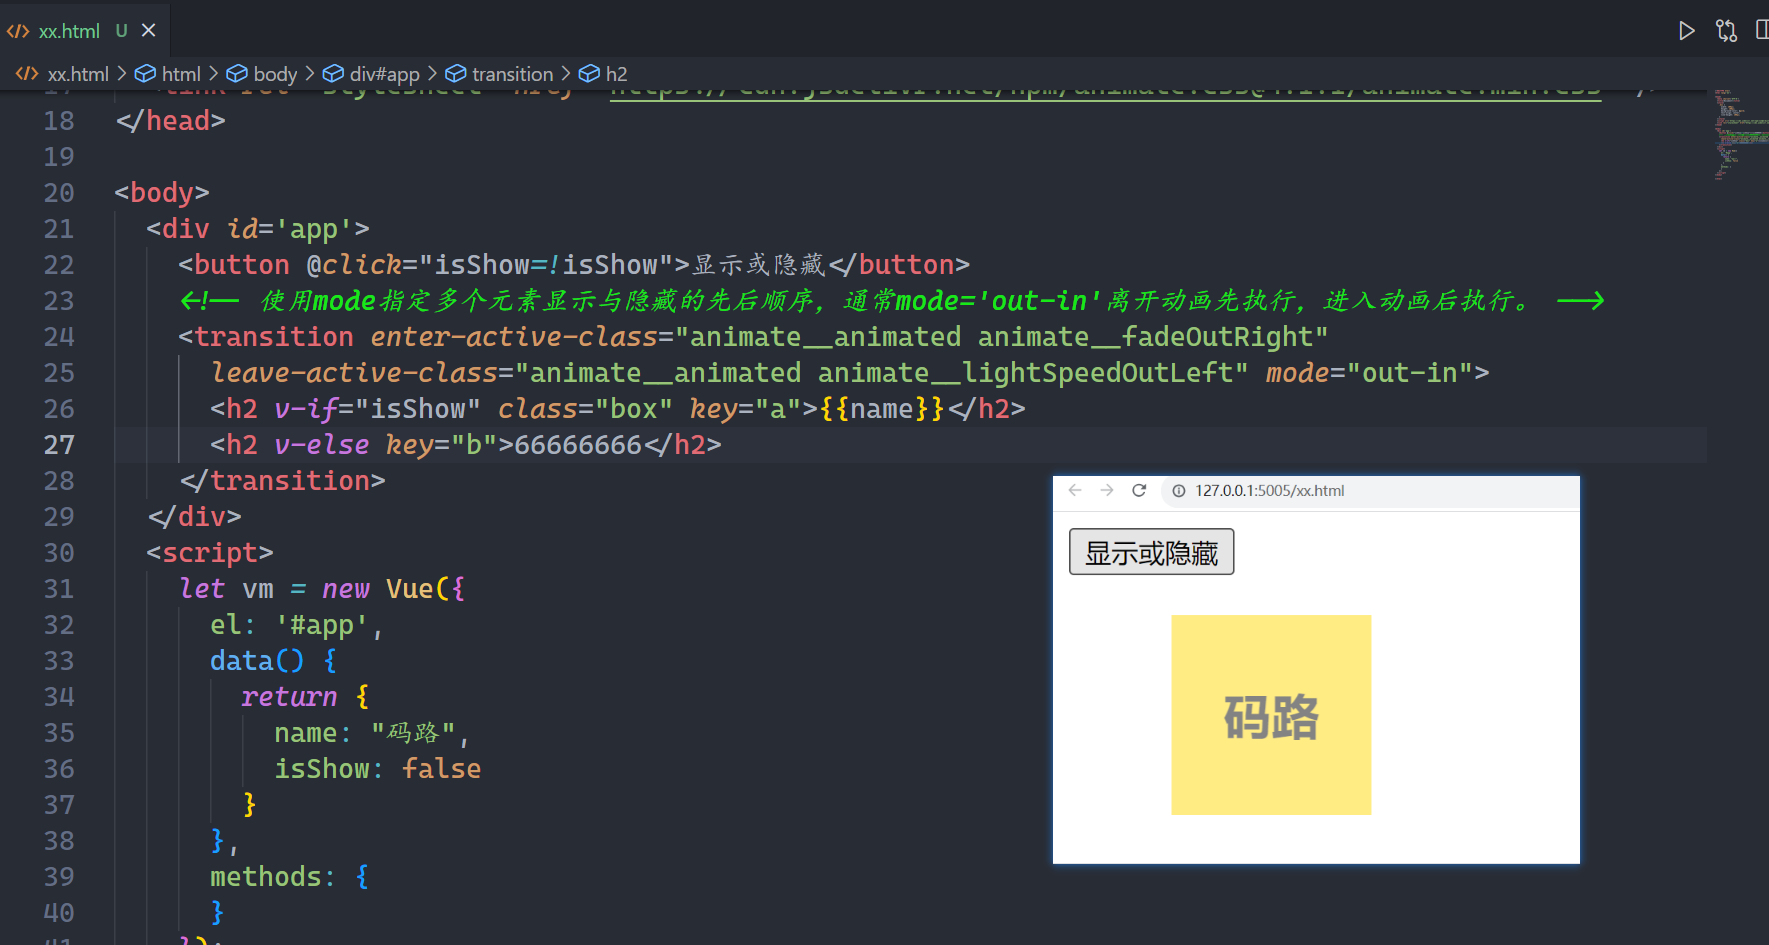 xx.html U
xx.html html body div#app transition h2
18 </head>
19
20 <body>
21 <div id='app'>
22 <button @click="isShow=!isShow">显示或隐藏</button>
23 <!-- 使用mode指定多个元素显示与隐藏的先后顺序，通常mode='out-in'离开动画先执行，进入动画后执行。 -->
24 <transition enter-active-class="animate__animated animate__fadeOutRight"
25 leave-active-class="animate__animated animate__lightSpeedOutLeft" mode="out-in">
26 <h2 v-if="isShow" class="box" key="a">{{name}}</h2>
27 <h2 v-else key="b">66666666</h2>
28 </transition>
29 </div>
30 <script>
31 let vm = new Vue({
32 el: '#app',
33 data() {
34 return {
35 name: "码路",
36 isShow: false
37 }
38 },
39 methods: {
40 }
127.0.0.1:5005/xx.html
显示或隐藏
码路